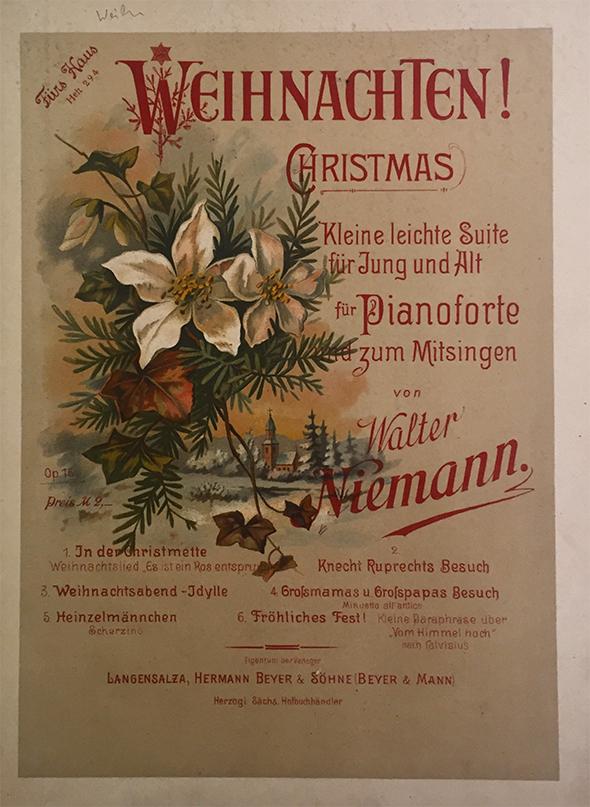 Fürs Haus
Heft 294
WEIHNACHTEN!
CHRISTMAS
Kleine leichte Suite
für Jung und Alt
für Pianoforte
und zum Mitsingen
von
Walter
Niemann.
Op. 15
Preis M 2,—
1. In der Christmette
Weihnachtslied „Es ist ein Ros entsprungen
2.
Knecht Ruprechts Besuch
3. Weihnachtsabend-Idylle
4. Grossmamas u. Grosspapas Besuch
Minuetto all'antico
5. Heinzelmännchen
Scherzino
6. Fröhliches Fest! Kleine Paraphrase über
„Vom Himmel hoch"
nach Calvisius
Eigentum der Verleger
LANGENSALZA, HERMANN BEYER & SÖHNE (BEYER & MANN)
Herzogl. Sächs. Hofbuchhändler